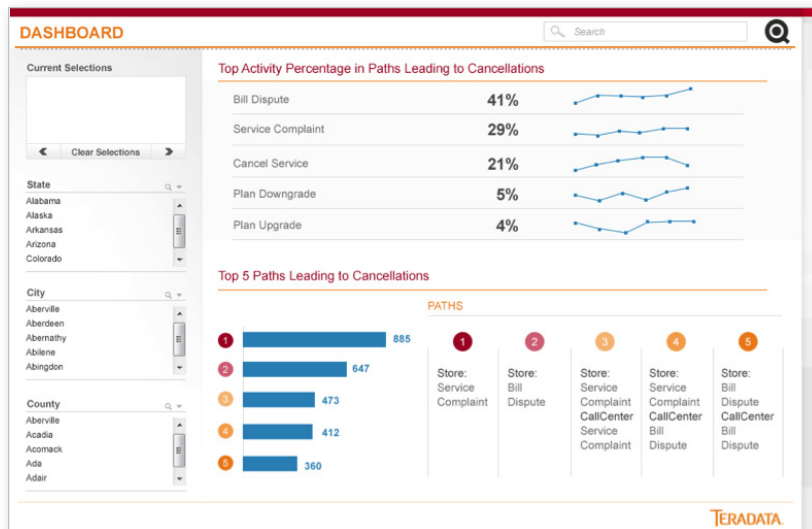 DASHBOARD
Search
Current Selections
Clear Selections
State
Alabama
Alaska
Arkansas
Arizona
Colorado
City
Aberville
Aberdeen
Abernathy
Abilene
Abingdon
County
Aberville
Acadia
Acomack
Ada
Adair
Top Activity Percentage in Paths Leading to Cancellations
Bill Dispute 41%
Service Complaint 29%
Cancel Service 21%
Plan Downgrade 5%
Plan Upgrade 4%
Top 5 Paths Leading to Cancellations
1 885
2 647
3 473
4 412
5 360
PATHS
1
Store:
Service
Complaint
2
Store:
Bill
Dispute
3
Store:
Service
Complaint
CallCenter
Service
Complaint
4
Store:
Service
Complaint
CallCenter
Bill
Dispute
5
Store:
Bill
Dispute
CallCenter
Bill
Dispute
TERADATA